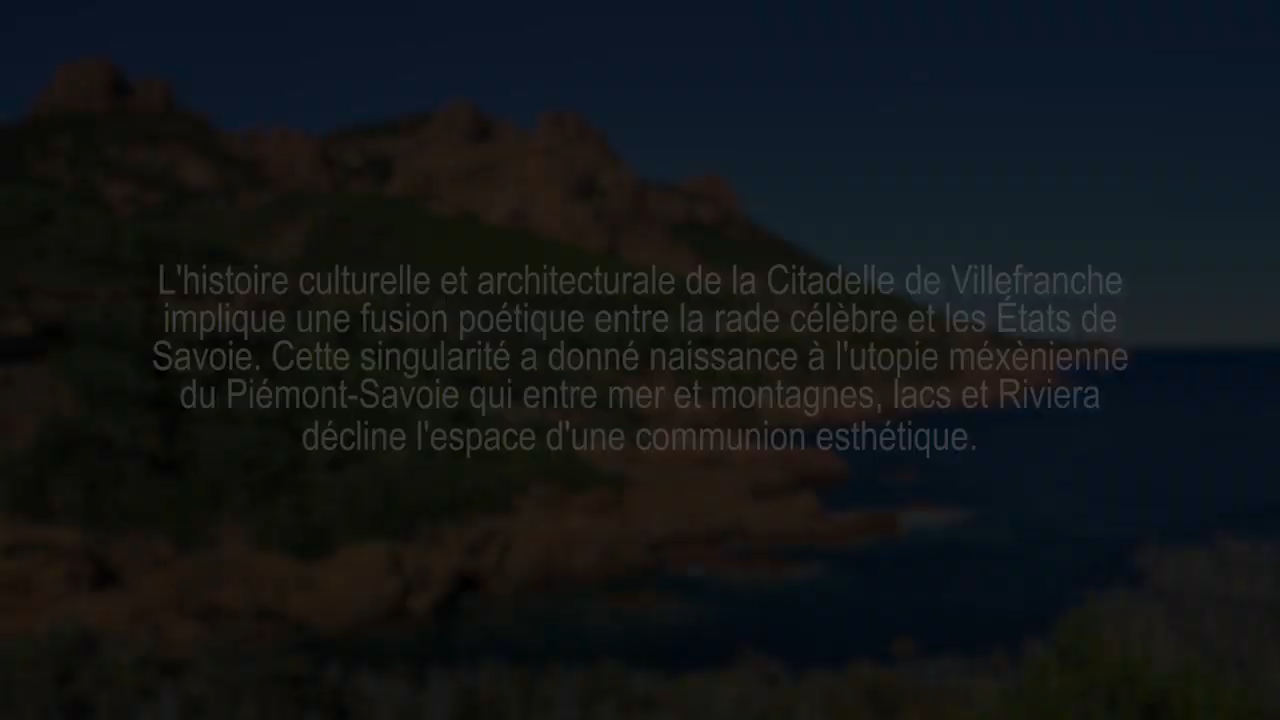 L'histoire culturelle et architecturale de la Citadelle de Villefranche
implique une fusion poétique entre la rade célèbre et les États de
Savoie. Cette singularité a donné naissance à l'utopie méxènienne
du Piémont-Savoie qui entre mer et montagnes, lacs et Riviera
décline l'espace d'une communion esthétique.